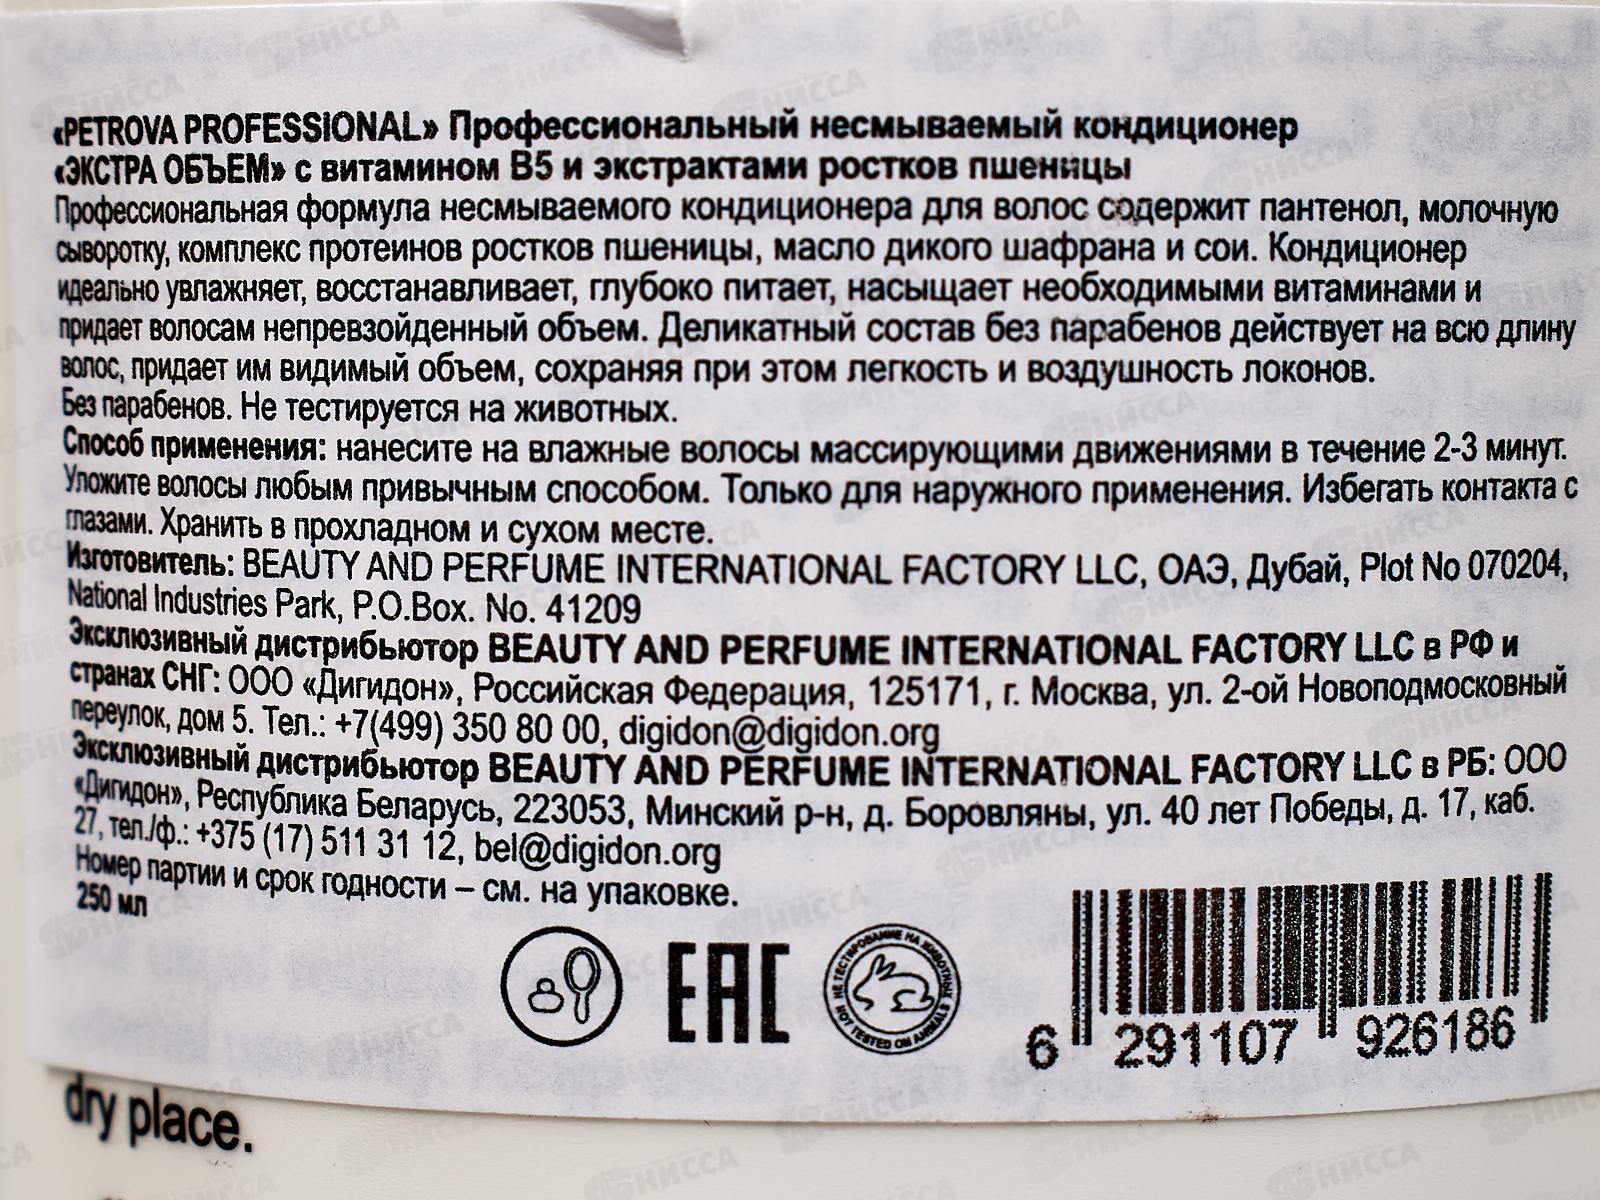 «PETROVA PROFESSIONAL» Профессиональный несмываемый кондиционер
«ЭКСТРА ОБЪЕМ» с витамином B5 и экстрактами ростков пшеницы
Профессиональная формула несмываемого кондиционера для волос содержит пантенол, молочную
сыворотку, комплекс протеинов ростков пшеницы, масло дикого шафрана и сои. Кондиционер
идеально увлажняет, восстанавливает, глубоко питает, насыщает необходимыми витаминами и
придает волосам непревзойденный объем. Деликатный состав без парабенов действует на всю длину
волос, придает им видимый объем, сохраняя при этом легкость и воздушность локонов.
Без парабенов. Не тестируется на животных.
Способ применения: нанесите на влажные волосы массирующими движениями в течение 2-3 минут.
Уложите волосы любым привычным способом. Только для наружного применения. Избегать контакта с
глазами. Хранить в прохладном и сухом месте.
Изготовитель: BEAUTY AND PERFUME INTERNATIONAL FACTORY LLC, ОАЭ, Дубай, Plot No 070204,
National Industries Park, P.O.Box. No. 41209
Эксклюзивный дистрибьютор BEAUTY AND PERFUME INTERNATIONAL FACTORY LLC в РФ и
странах СНГ: ООО «Дигидон», Российская Федерация, 125171, г. Москва, ул. 2-ой Новоподмосковный
переулок, дом 5. Тел.: +7(499) 350 80 00, digidon@digidon.org
Эксклюзивный дистрибьютор BEAUTY AND PERFUME INTERNATIONAL FACTORY LLC в РБ: ООО
«Дигидон», Республика Беларусь, 223053, Минский р-н, д. Боровляны, ул. 40 лет Победы, д. 17, каб.
27, тел./ф.: +375 (17) 511 31 12, bel@digidon.org
Номер партии и срок годности – см. на упаковке.
250 мл
EAC
НЕ ТЕСТИРОВАНИЕ НА ЖИВОТНЫХ
NOT TESTED ON ANIMALS
6 291107 926186
dry place.
НИССА